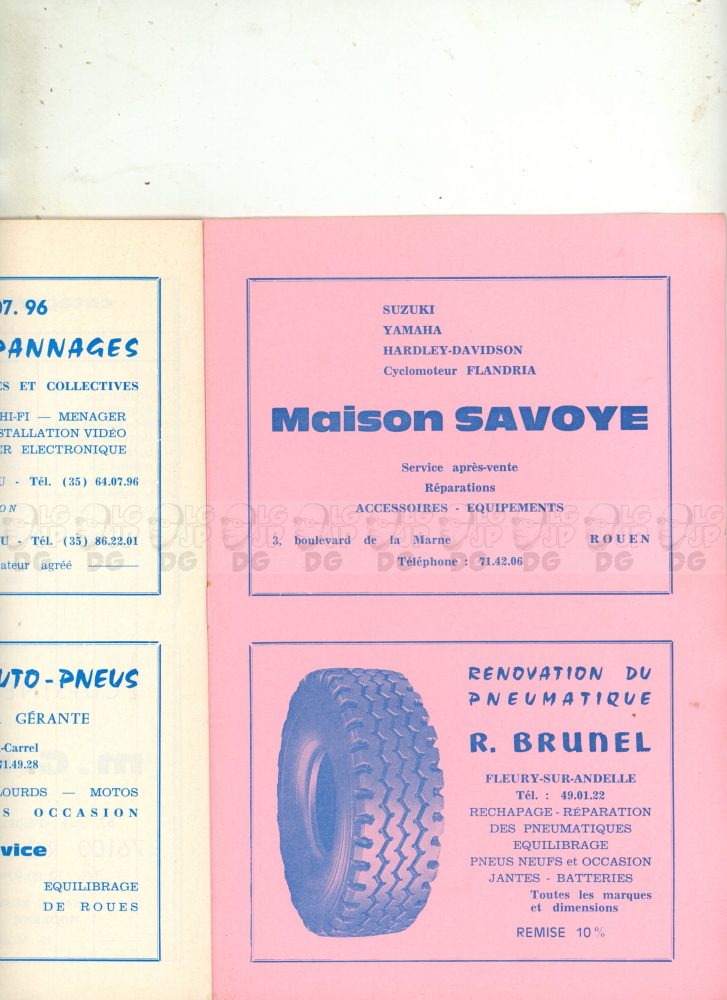 07. 96
PANNAGES
ES ET COLLECTIVES
HI-FI — MENAGER
STALLATION VIDÉO
ER ELECTRONIQUE
U - Tél. (35) 64.07.96
ON
U - Tél. (35) 86.22.01
ateur agréé
UTO-PNEUS
GÉRANTE
-Carrel
71.49.28
LOURDS — MOTOS
S OCCASION
vice
EQUILIBRAGE
DE ROUES
SUZUKI
YAMAHA
HARDLEY-DAVIDSON
Cyclomoteur FLANDRIA
Maison SAVOYE
Service après-vente
Réparations
ACCESSOIRES - EQUIPEMENTS
3, boulevard de la Marne ROUEN
Téléphone : 71.42.06
RENOVATION DU
PNEUMATIQUE
R. BRUNEL
FLEURY-SUR-ANDELLE
Tél. : 49.01.22
RECHAPAGE - RÉPARATION
DES PNEUMATIQUES
EQUILIBRAGE
PNEUS NEUFS et OCCASION
JANTES - BATTERIES
Toutes les marques
et dimensions
REMISE 10 %